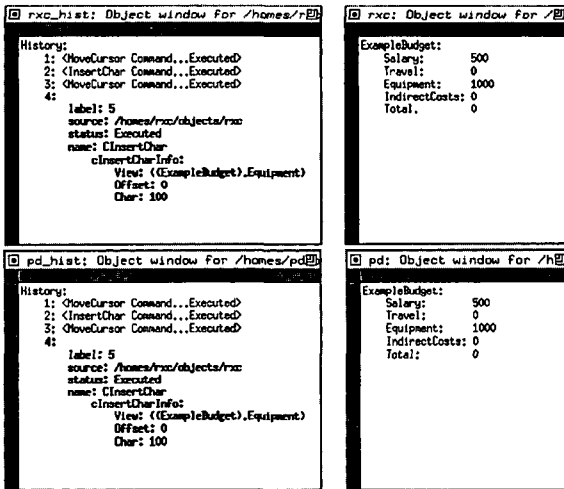 rxc_hist: Object window for /homes/r
History:
1: <MoveCursor Command...Executed>
2: <InsertChar Command...Executed>
3: <MoveCursor Command...Executed>
4:
label: 5
source: /homes/rxc/objects/rxc
status: Executed
name: CInsertChar
cInsertCharInfo:
View: ((ExampleBudget),Equipment)
Offset: 0
Char: 100
rxc: Object window for /
ExampleBudget:
Salary: 500
Travel: 0
Equipment: 1000
IndirectCosts: 0
Total: 0
pd_hist: Object window for /homes/pd
History:
1: <MoveCursor Command...Executed>
2: <InsertChar Command...Executed>
3: <MoveCursor Command...Executed>
4:
label: 5
source: /homes/rxc/objects/rxc
status: Executed
name: CInsertChar
cInsertCharInfo:
View: ((ExampleBudget),Equipment)
Offset: 0
Char: 100
pd: Object window for /h
ExampleBudget:
Salary: 500
Travel: 0
Equipment: 1000
IndirectCosts: 0
Total: 0